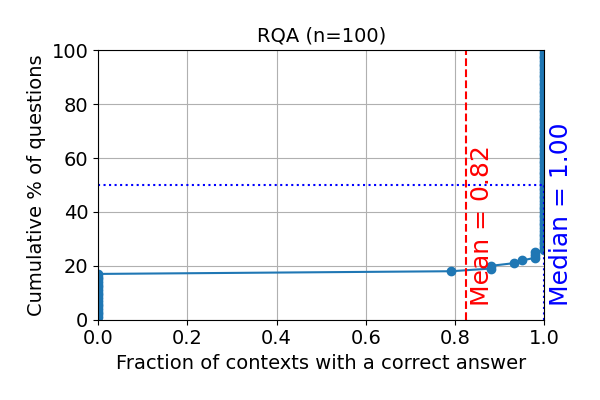 RQA (n=100)
Cumulative % of questions
100
80
60
40
20
0
0.0 0.2 0.4 0.6 0.8 1.0
Fraction of contexts with a correct answer
Mean = 0.82
Median = 1.00